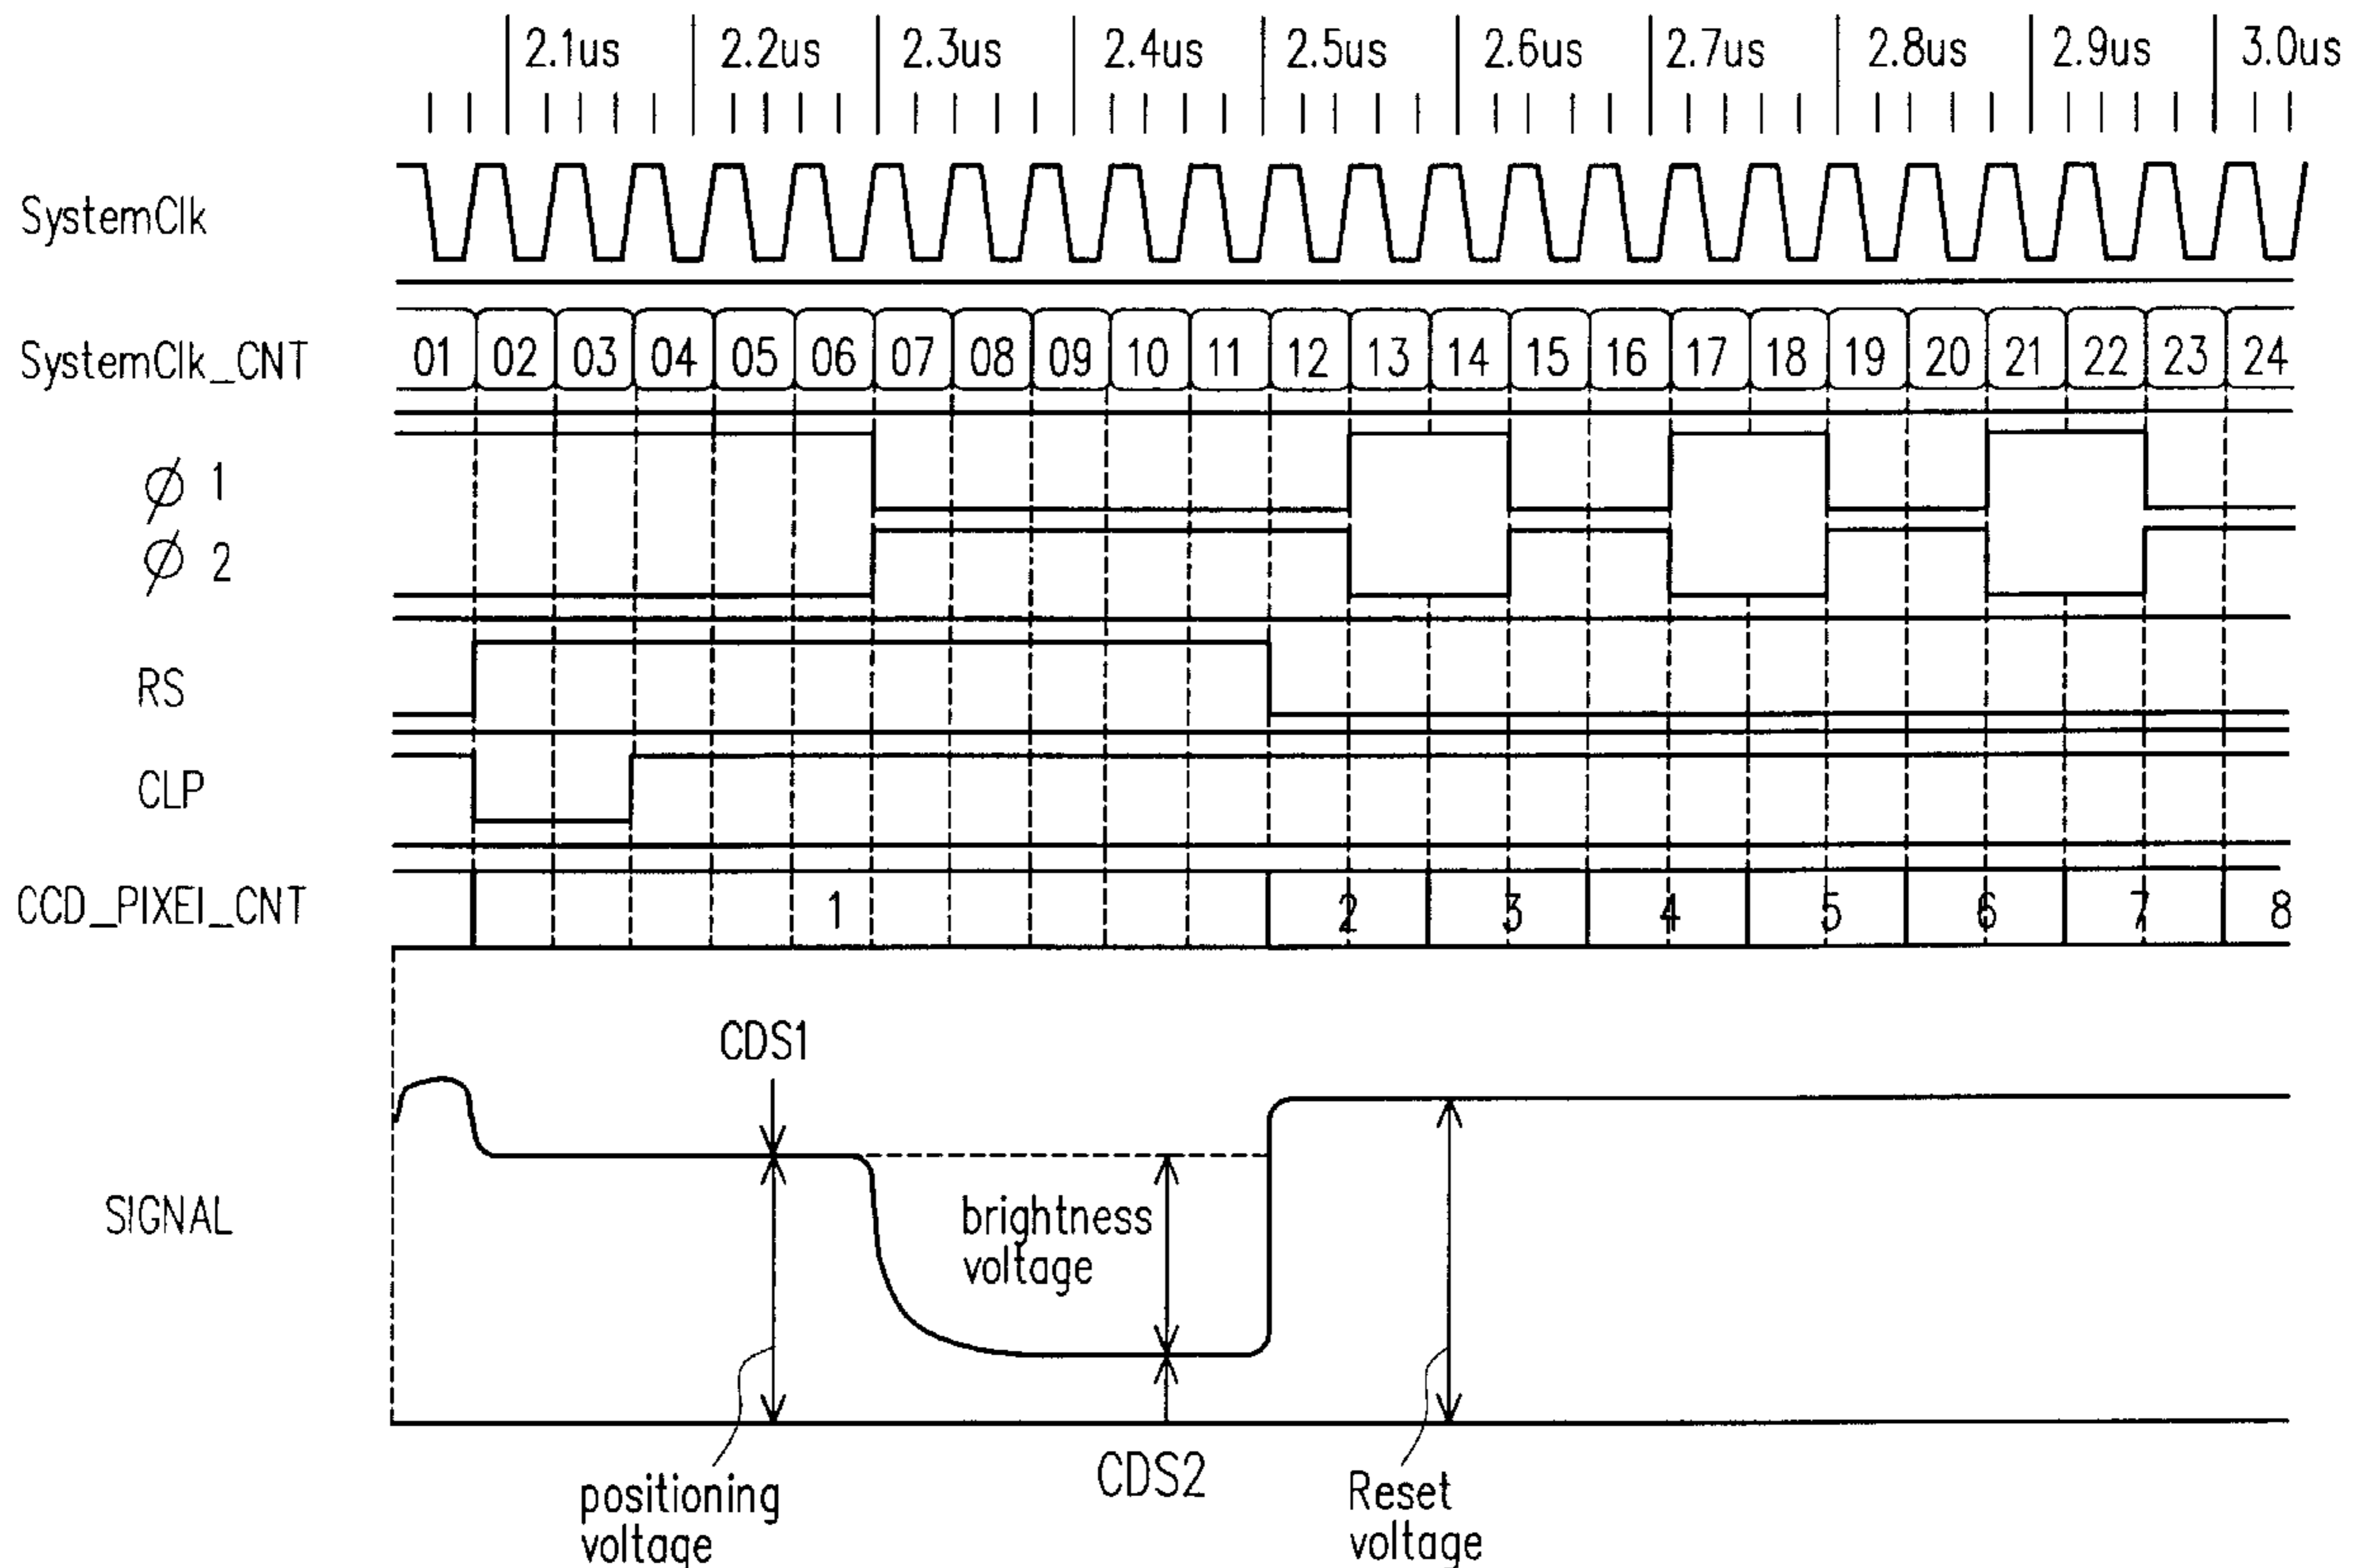 2.1us 2.2us 2.3us 2.4us 2.5us 2.6us 2.7us 2.8us 2.9us 3.0us
SystemClk
SystemClk_CNT 01 02 03 04 05 06 07 08 09 10 11 12 13 14 15 16 17 18 19 20 21 22 23 24
∅ 1
∅ 2
RS
CLP
CCD_PIXEl_CNT 1 2 3 4 5 6 7 8
CDS1
SIGNAL
brightness
voltage
CDS2
positioning
voltage
Reset
voltage